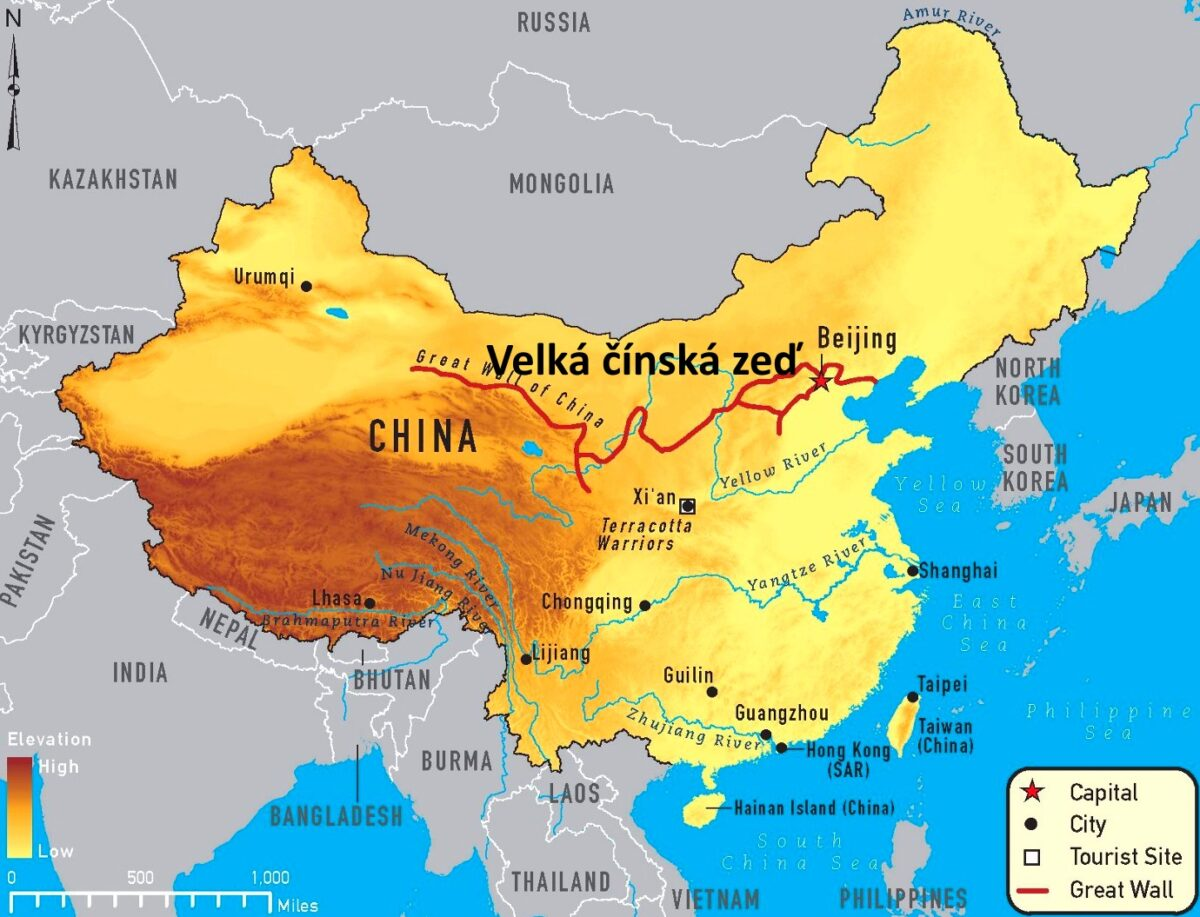 N
RUSSIA
Amur River
KAZAKHSTAN
MONGOLIA
Urumqi
KYRGYZSTAN
Beijing
Velká čínská zeď
Great Wall of China
NORTH
KOREA
CHINA
SOUTH
KOREA
Yellow River
Yellow
Sea
JAPAN
Xi'an
Terracotta
Warriors
PAKISTAN
Mekong River
Nu Jiang River
Yangtze River
Shanghai
Lhasa
Brahmaputra River
Chongqing
East
China
Sea
NEPAL
Lijiang
INDIA
BHUTAN
Guilin
Taipei
Guangzhou
Zhujiang River
Taiwan
(China)
Philippine
Sea
Hong Kong
(SAR)
BURMA
LAOS
BANGLADESH
Hainan Island (China)
South
China Sea
THAILAND
VIETNAM
PHILIPPINES
Elevation
High
Low
0 500 1,000
Miles
Capital
City
Tourist Site
Great Wall